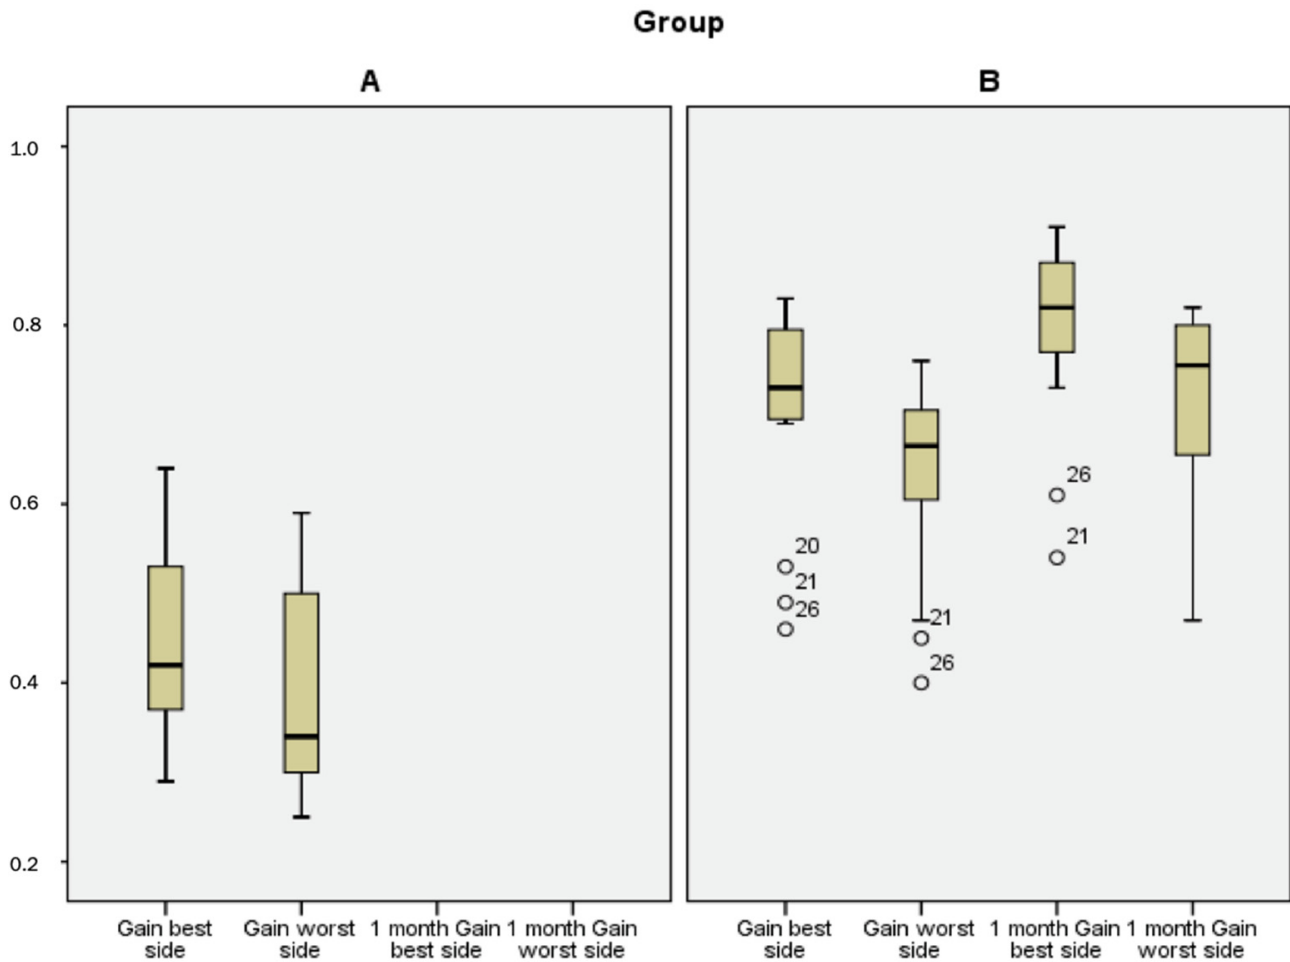 Group
A
B
1.0
0.8
0.6
0.4
0.2
20
21
26
21
26
26
21
Gain best
side
Gain worst
side
1 month Gain
best side
1 month Gain
worst side
Gain best
side
Gain worst
side
1 month Gain
best side
1 month Gain
worst side